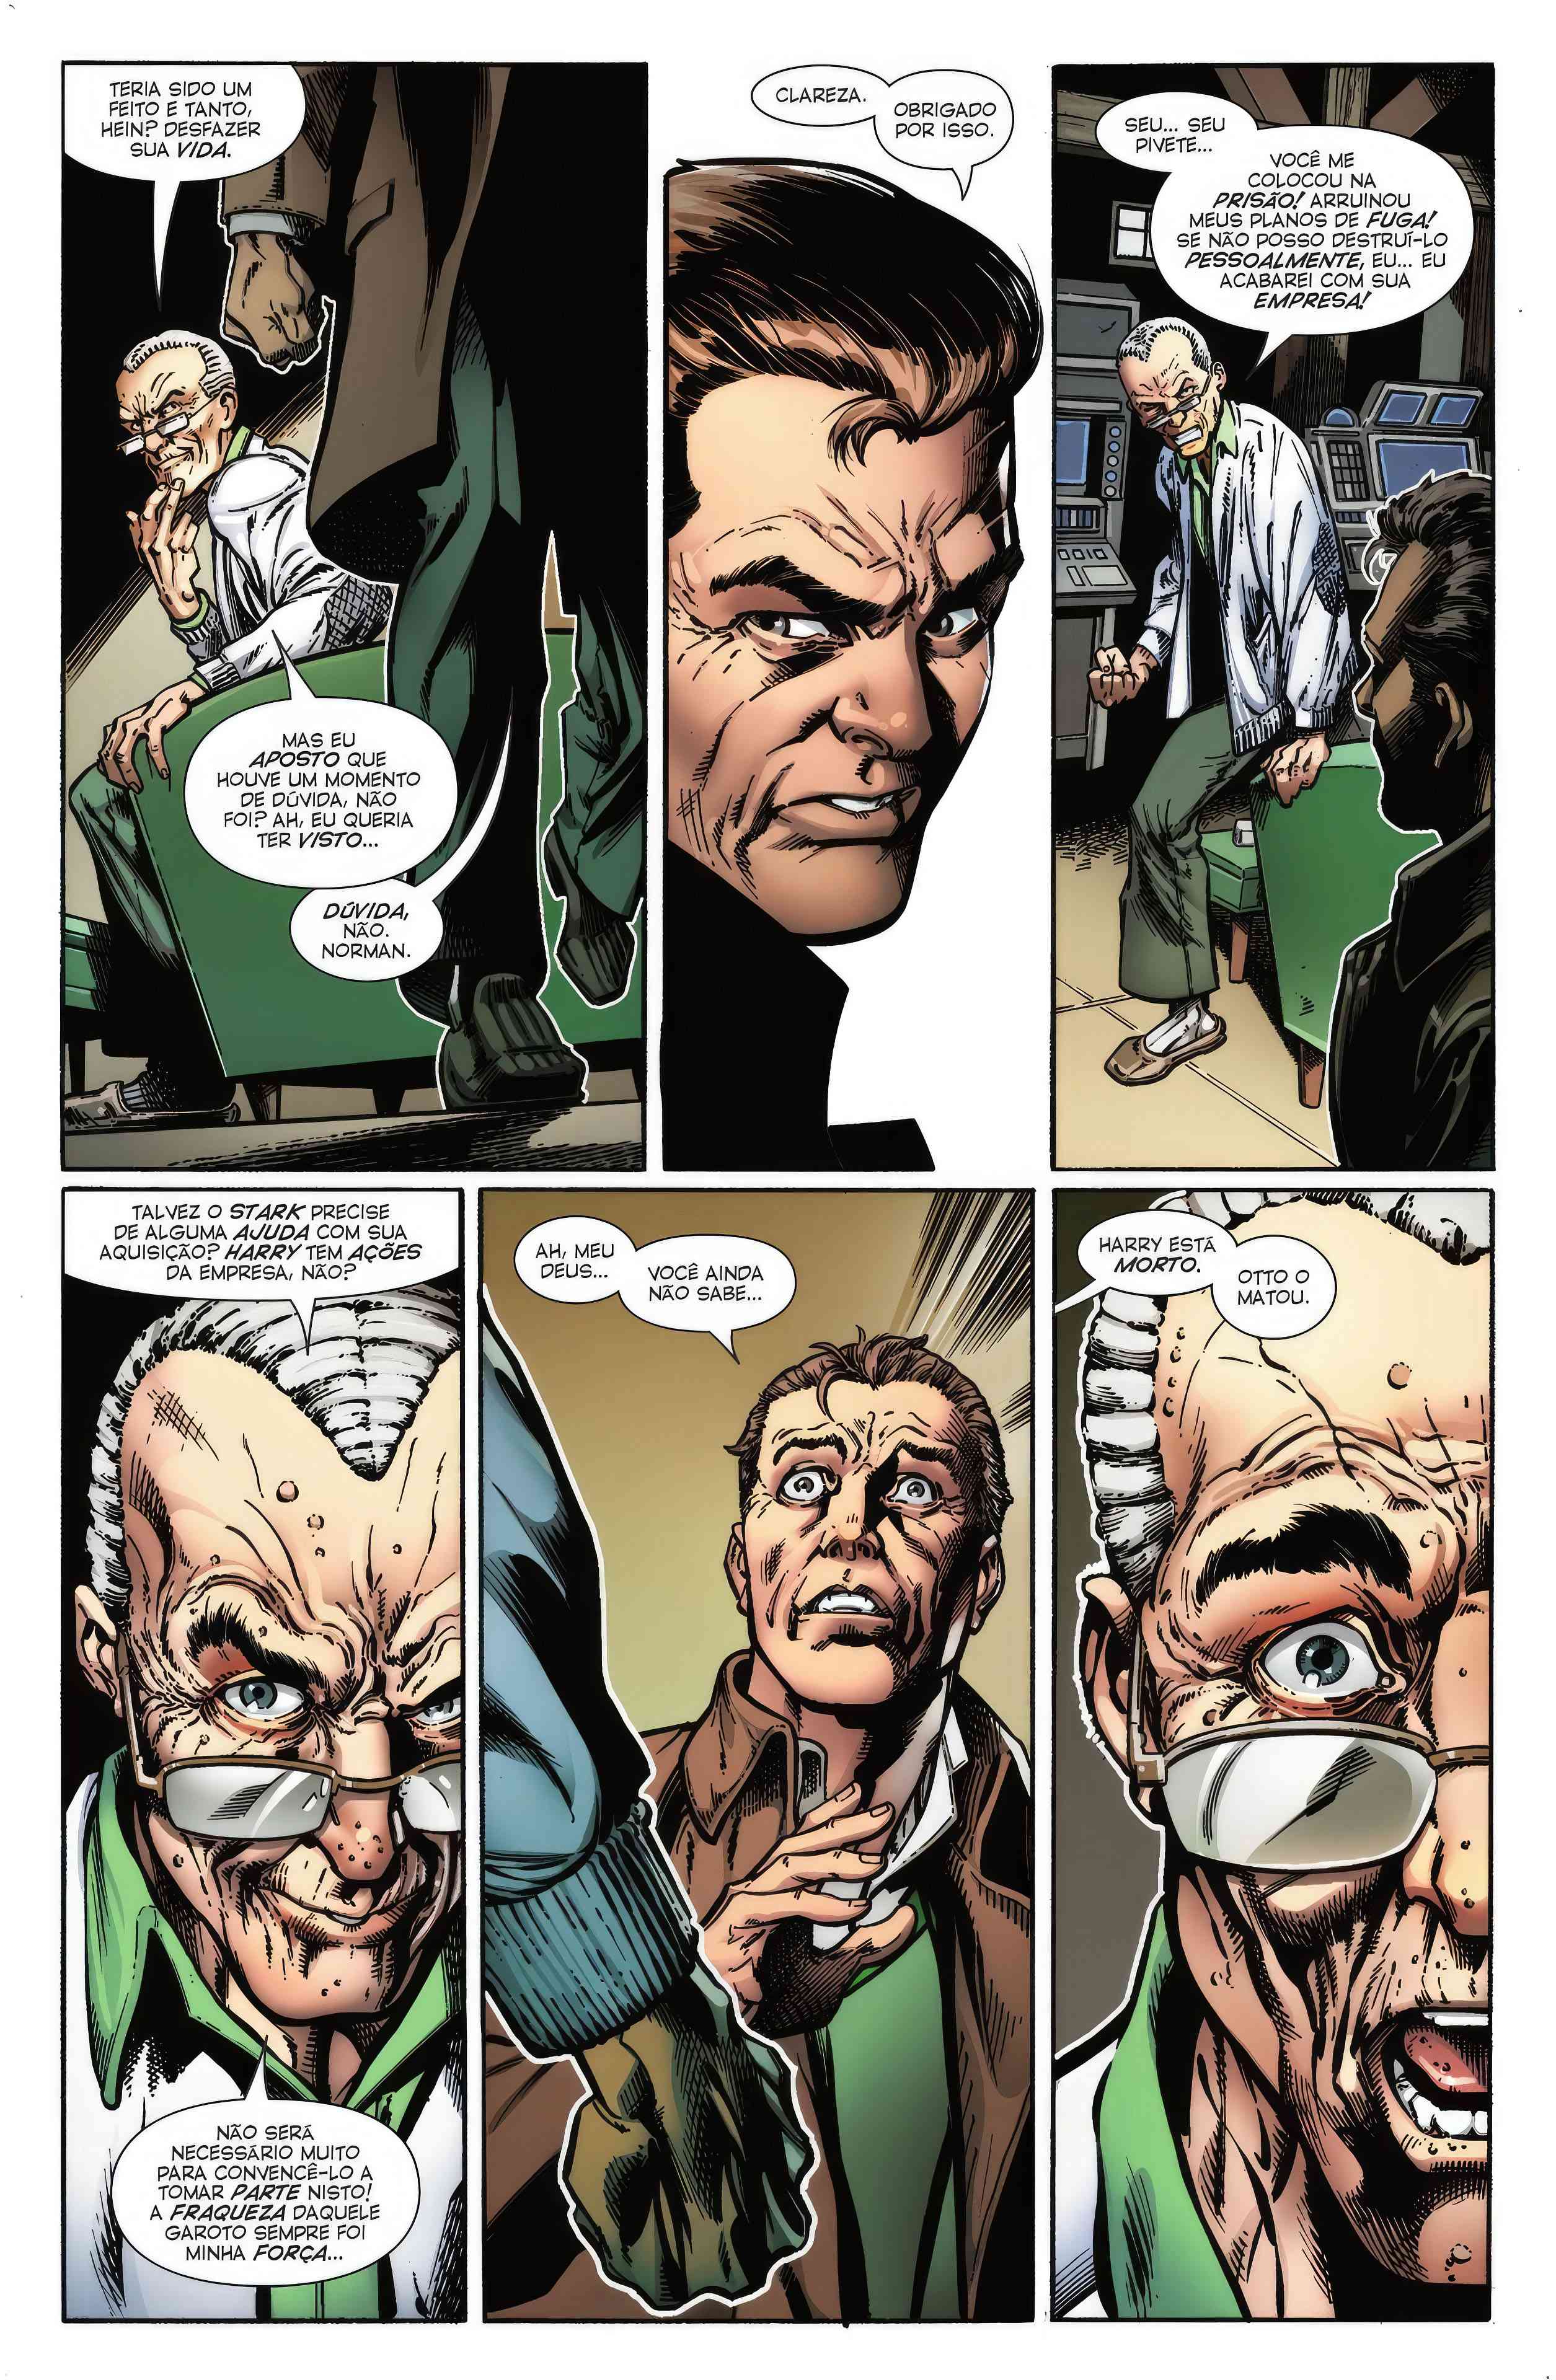 TERIA SIDO UM
FEITO E TANTO,
HEIN? DESFAZER
SUA VIDA.
MAS EU
APOSTO QUE
HOUVE UM MOMENTO
DE DÚVIDA, NÃO
FOI? AH, EU QUERIA
TER VISTO...
DÚVIDA,
NÃO.
NORMAN.
CLAREZA.
OBRIGADO
POR ISSO.
SEU... SEU
PIVETE...
VOCÊ ME
COLOCOU NA
PRISÃO! ARRUINOU
MEUS PLANOS DE FUGA!
SE NÃO POSSO DESTRUÍ-LO
PESSOALMENTE, EU... EU
ACABAREI COM SUA
EMPRESA!
TALVEZ O STARK PRECISE
DE ALGUMA AJUDA COM SUA
AQUISIÇÃO? HARRY TEM AÇÕES
DA EMPRESA, NÃO?
NÃO SERÁ
NECESSÁRIO MUITO
PARA CONVENCÊ-LO A
TOMAR PARTE NISTO!
A FRAQUEZA DAQUELE
GAROTO SEMPRE FOI
MINHA FORÇA...
AH, MEU
DEUS...
VOCÊ AINDA
NÃO SABE...
HARRY ESTÁ
MORTO.
OTTO O
MATOU.